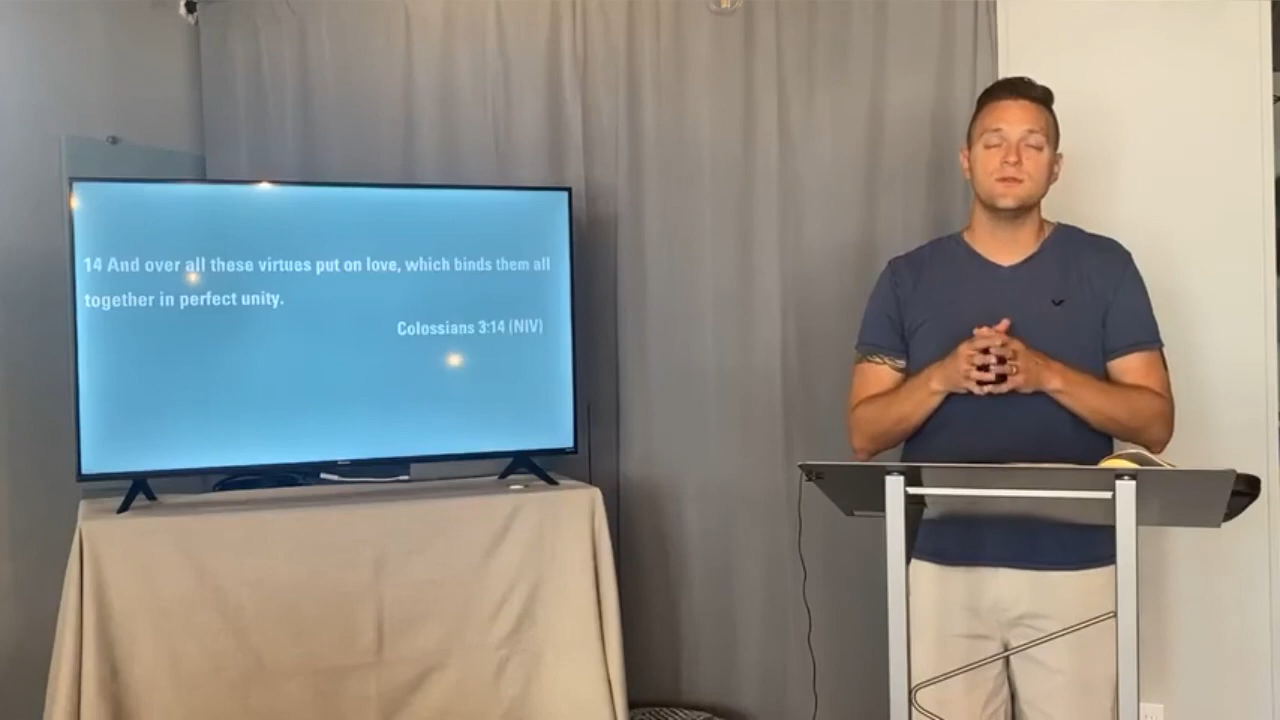 14 And over all these virtues put on love, which binds them all
together in perfect unity.
Colossians 3:14 (NIV)